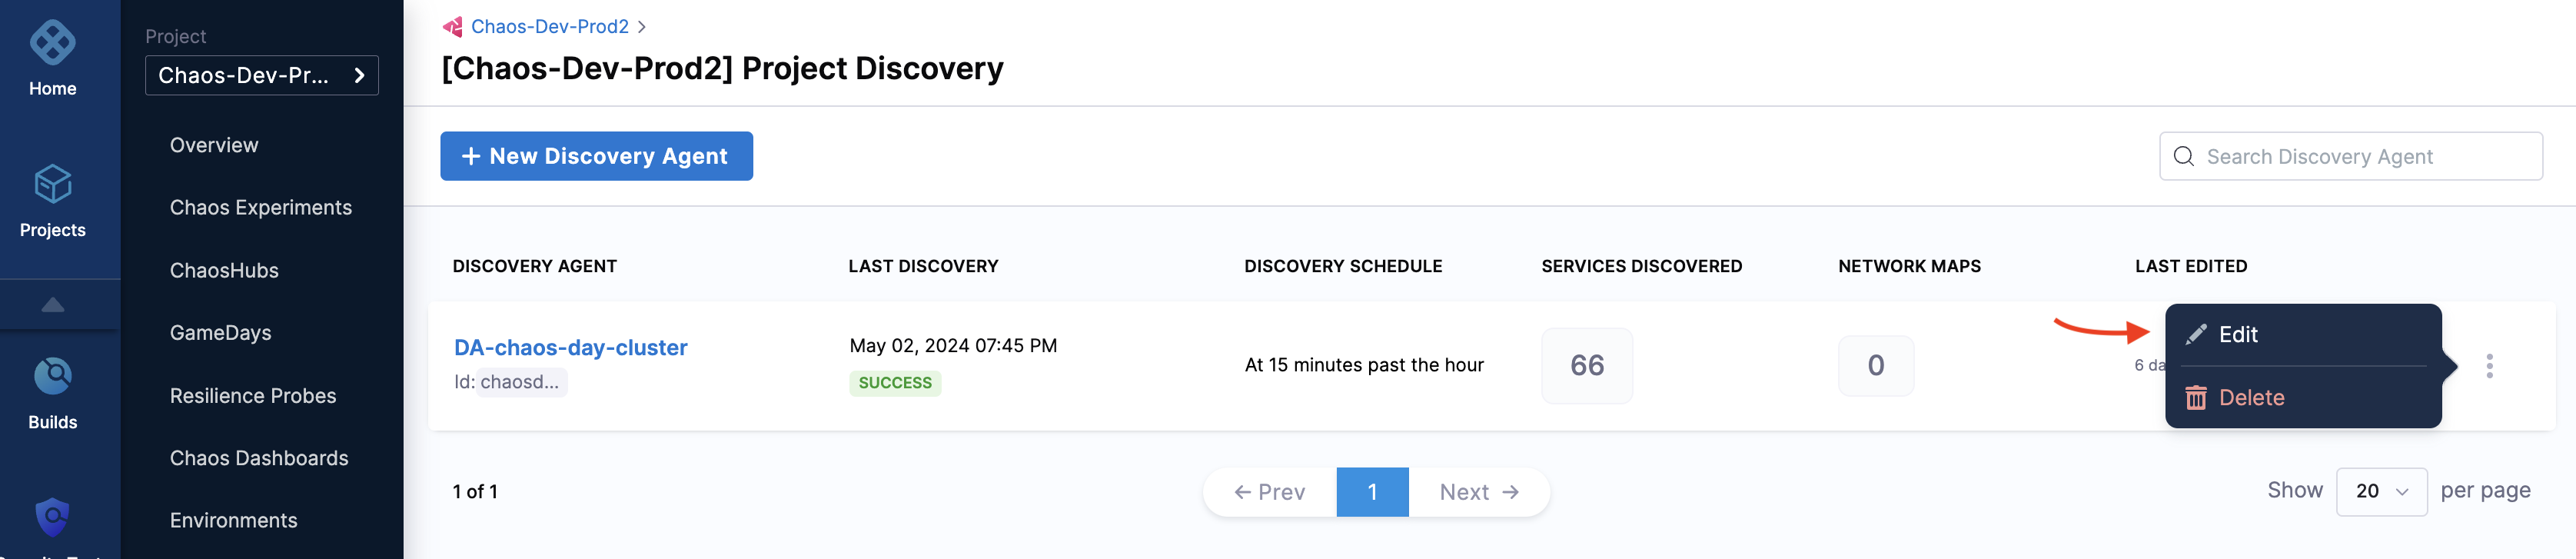 Home
Projects
Builds
Project
Chaos-Dev-Pr...
Overview
Chaos Experiments
ChaosHubs
GameDays
Resilience Probes
Chaos Dashboards
Environments
Chaos-Dev-Prod2
[Chaos-Dev-Prod2] Project Discovery
+ New Discovery Agent
Search Discovery Agent
DISCOVERY AGENT LAST DISCOVERY DISCOVERY SCHEDULE SERVICES DISCOVERED NETWORK MAPS LAST EDITED
DA-chaos-day-cluster
Id: chaosd...
May 02, 2024 07:45 PM
SUCCESS
At 15 minutes past the hour
66
0
6 da
Edit
Delete
1 of 1
← Prev 1 Next →
Show 20 per page